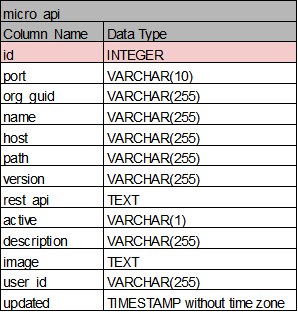 micro_api
Column_Name Data Type
id INTEGER
port VARCHAR(10)
org_guid VARCHAR(255)
name VARCHAR(255)
host VARCHAR(255)
path VARCHAR(255)
version VARCHAR(255)
rest_api TEXT
active VARCHAR(1)
description VARCHAR(255)
image TEXT
user_id VARCHAR(255)
updated TIMESTAMP without time zone